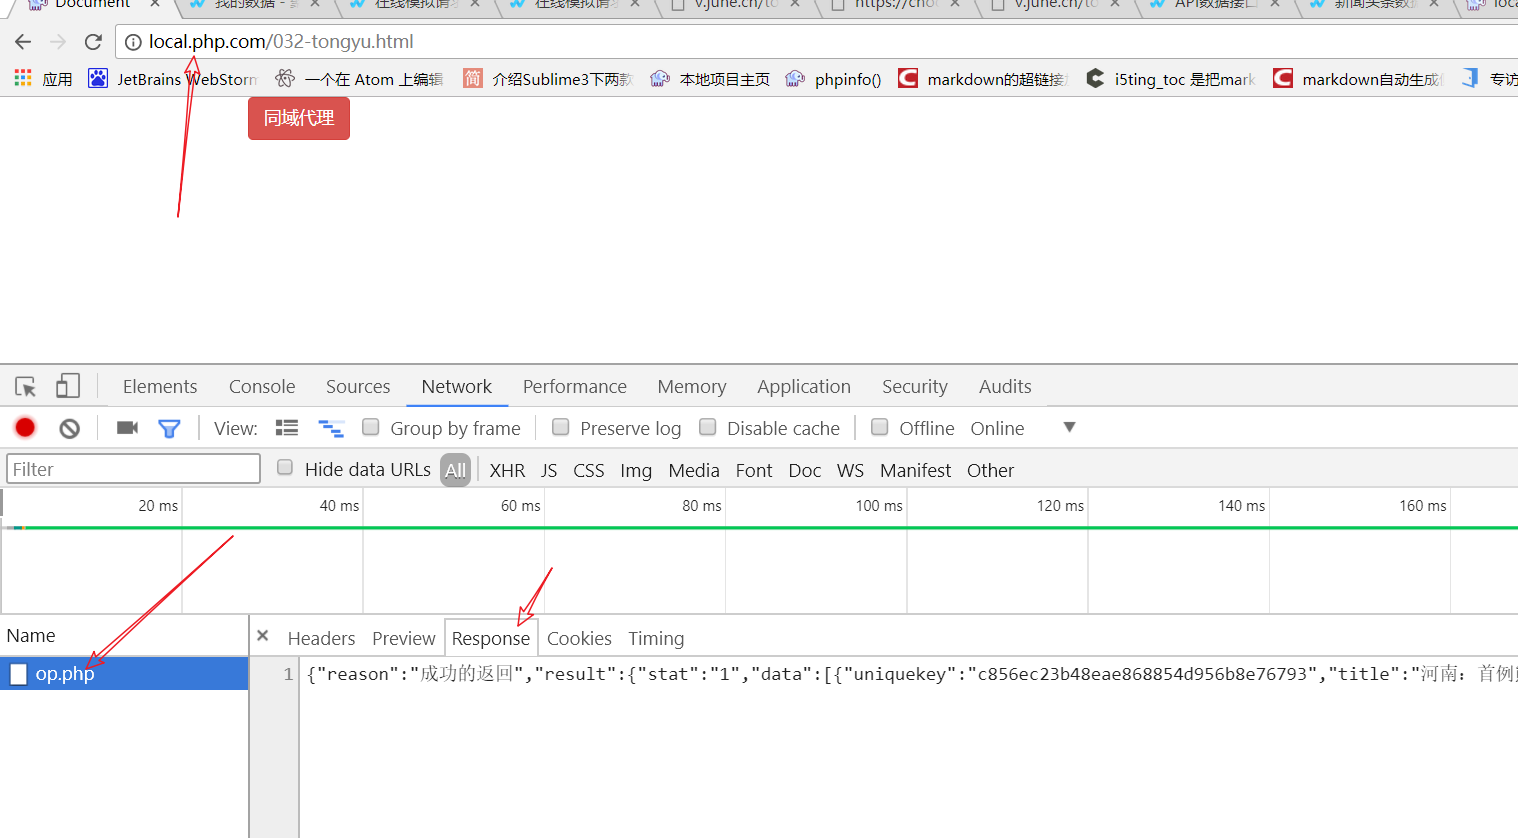 Document × 我的数据 - × 在线模拟请求 × 在线模拟请求 × v.juhe.cn/to × https://cho × v.juhe.cn/to × API数据接口 × 新闻头条数据 × loca
local.php.com/032-tongyu.html
应用 JetBrains WebStorm 一个在 Atom 上编辑 简 介绍Sublime3下两款 本地项目主页 phpinfo() C markdown的超链接 i5ting_toc 是把mark C markdown自动生成 专访
同域代理
Elements Console Sources Network Performance Memory Application Security Audits
View: Group by frame Preserve log Disable cache Offline Online ▼
Filter Hide data URLs All XHR JS CSS Img Media Font Doc WS Manifest Other
20 ms 40 ms 60 ms 80 ms 100 ms 120 ms 140 ms 160 ms
Name × Headers Preview Response Cookies Timing
op.php 1 {"reason":"成功的返回","result":{"stat":"1","data":[{"uniquekey":"c856ec23b48eae868854d956b8e76793","title":"河南：首例